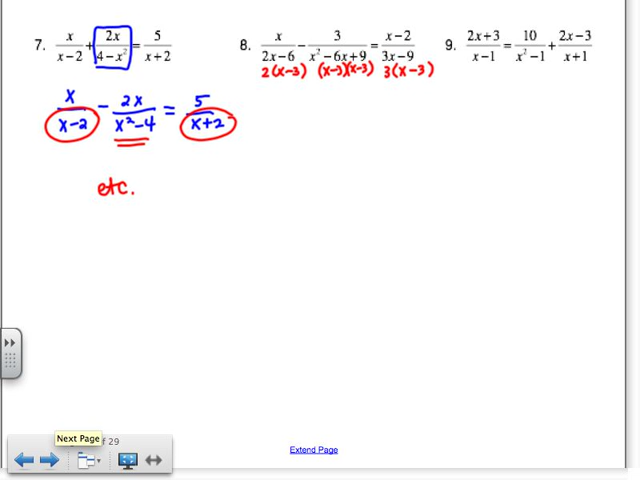 7. x/(x−2) + 2x/(4−x²) = 5/(x+2)
8. x/(2x−6) − 3/(x²−6x+9) = (x−2)/(3x−9)
2(x−3) (x−3)(x−3) 3(x−3)
9. (2x+3)/(x−1) = 10/(x²−1) + (2x−3)/(x+1)
x/(x−2) − 2x/(x²−4) = 5/(x+2)
etc.
Next Page
of 29
Extend Page